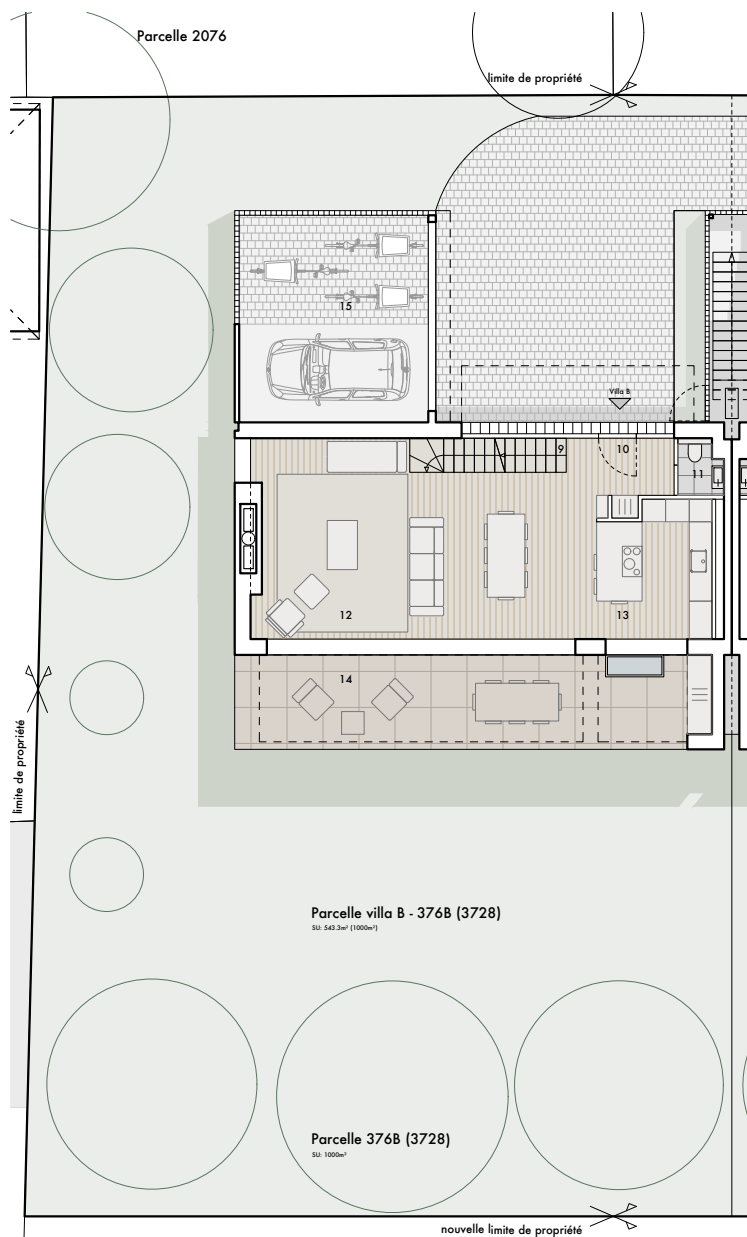 Parcelle 2076
limite de propriété
15
Villa B
9
10
11
12
13
14
limite de propriété
Parcelle villa B - 376B (3728)
SU: 543.3m² (1000m²)
Parcelle 376B (3728)
SU: 1000m²
nouvelle limite de propriété